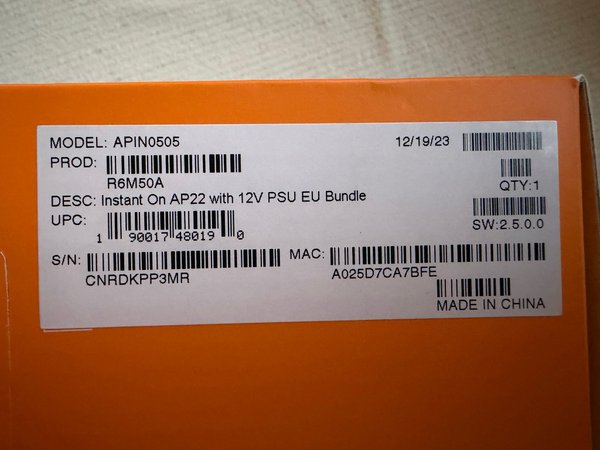 MODEL: APIN0505 12/19/23
PROD:
R6M50A QTY:1
DESC: Instant On AP22 with 12V PSU EU Bundle
UPC:
1 90017 48019 0 SW:2.5.0.0
S/N: MAC:
CNRDKPP3MR A025D7CA7BFE
MADE IN CHINA